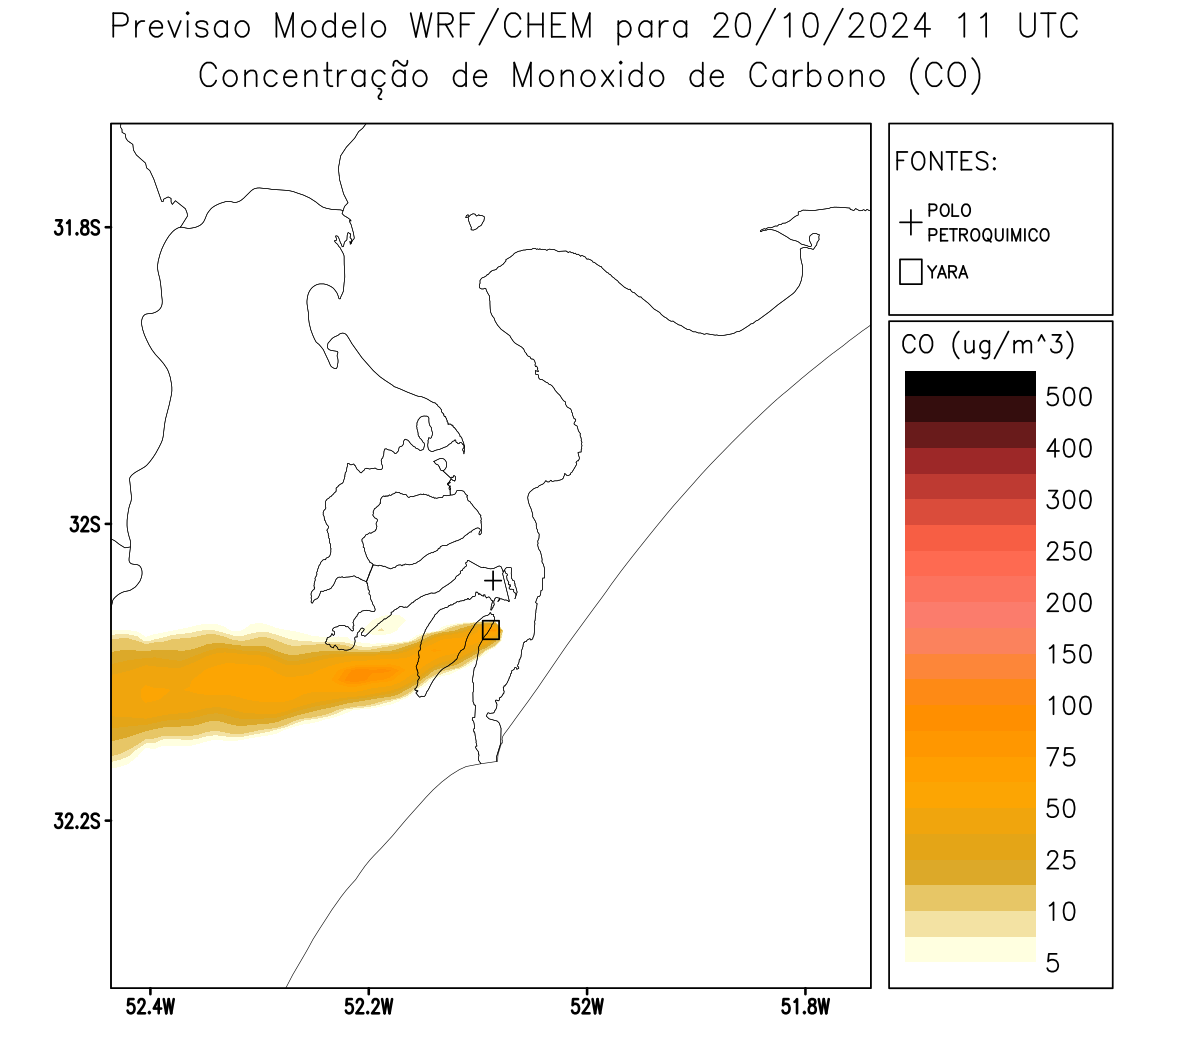 Previsao Modelo WRF/CHEM para 20/10/2024 11 UTC
Concentração de Monoxido de Carbono (CO)
FONTES:
POLO
PETROQUIMICO
YARA
CO (ug/m^3)
500
400
300
250
200
150
100
75
50
25
10
5
31.8S
32S
32.2S
52.4W
52.2W
52W
51.8W